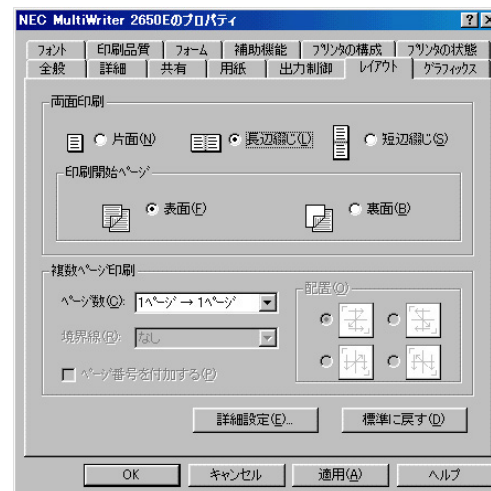 NEC MultiWriter 2650Eのプロパティ
フォント 印刷品質 フォーム 補助機能 プリンタの構成 プリンタの状態
全般 詳細 共有 用紙 出力制御 レイアウト グラフィックス
両面印刷
片面(N) 長辺綴じ(L) 短辺綴じ(S)
印刷開始ページ
表面(F) 裏面(B)
複数ページ印刷
ページ数(C): 1ページ → 1ページ
配置(O)
境界線(R): なし
ページ番号を付加する(P)
詳細設定(E)... 標準に戻す(D)
OK キャンセル 適用(A) ヘルプ